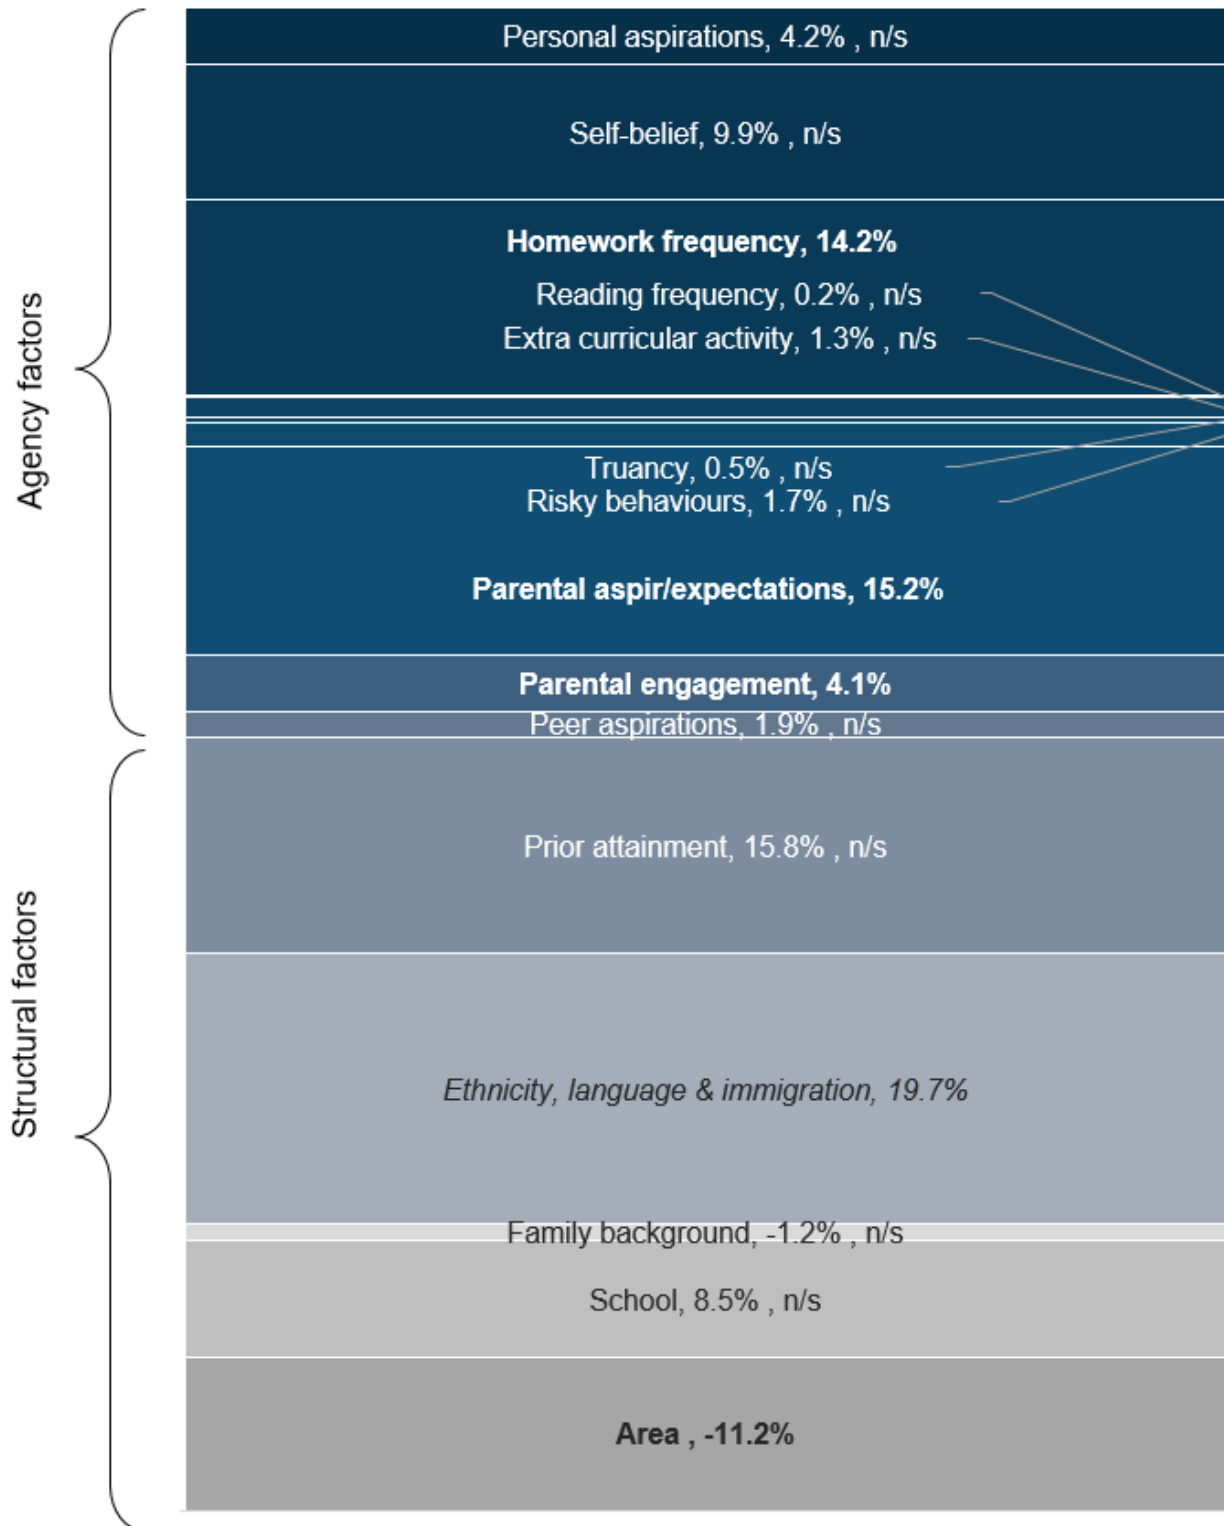 Agency factors
Personal aspirations, 4.2% , n/s
Self-belief, 9.9% , n/s
Homework frequency, 14.2%
Reading frequency, 0.2% , n/s
Extra curricular activity, 1.3% , n/s
Truancy, 0.5% , n/s
Risky behaviours, 1.7% , n/s
Parental aspir/expectations, 15.2%
Parental engagement, 4.1%
Peer aspirations, 1.9% , n/s
Structural factors
Prior attainment, 15.8% , n/s
Ethnicity, language & immigration, 19.7%
Family background, -1.2% , n/s
School, 8.5% , n/s
Area , -11.2%